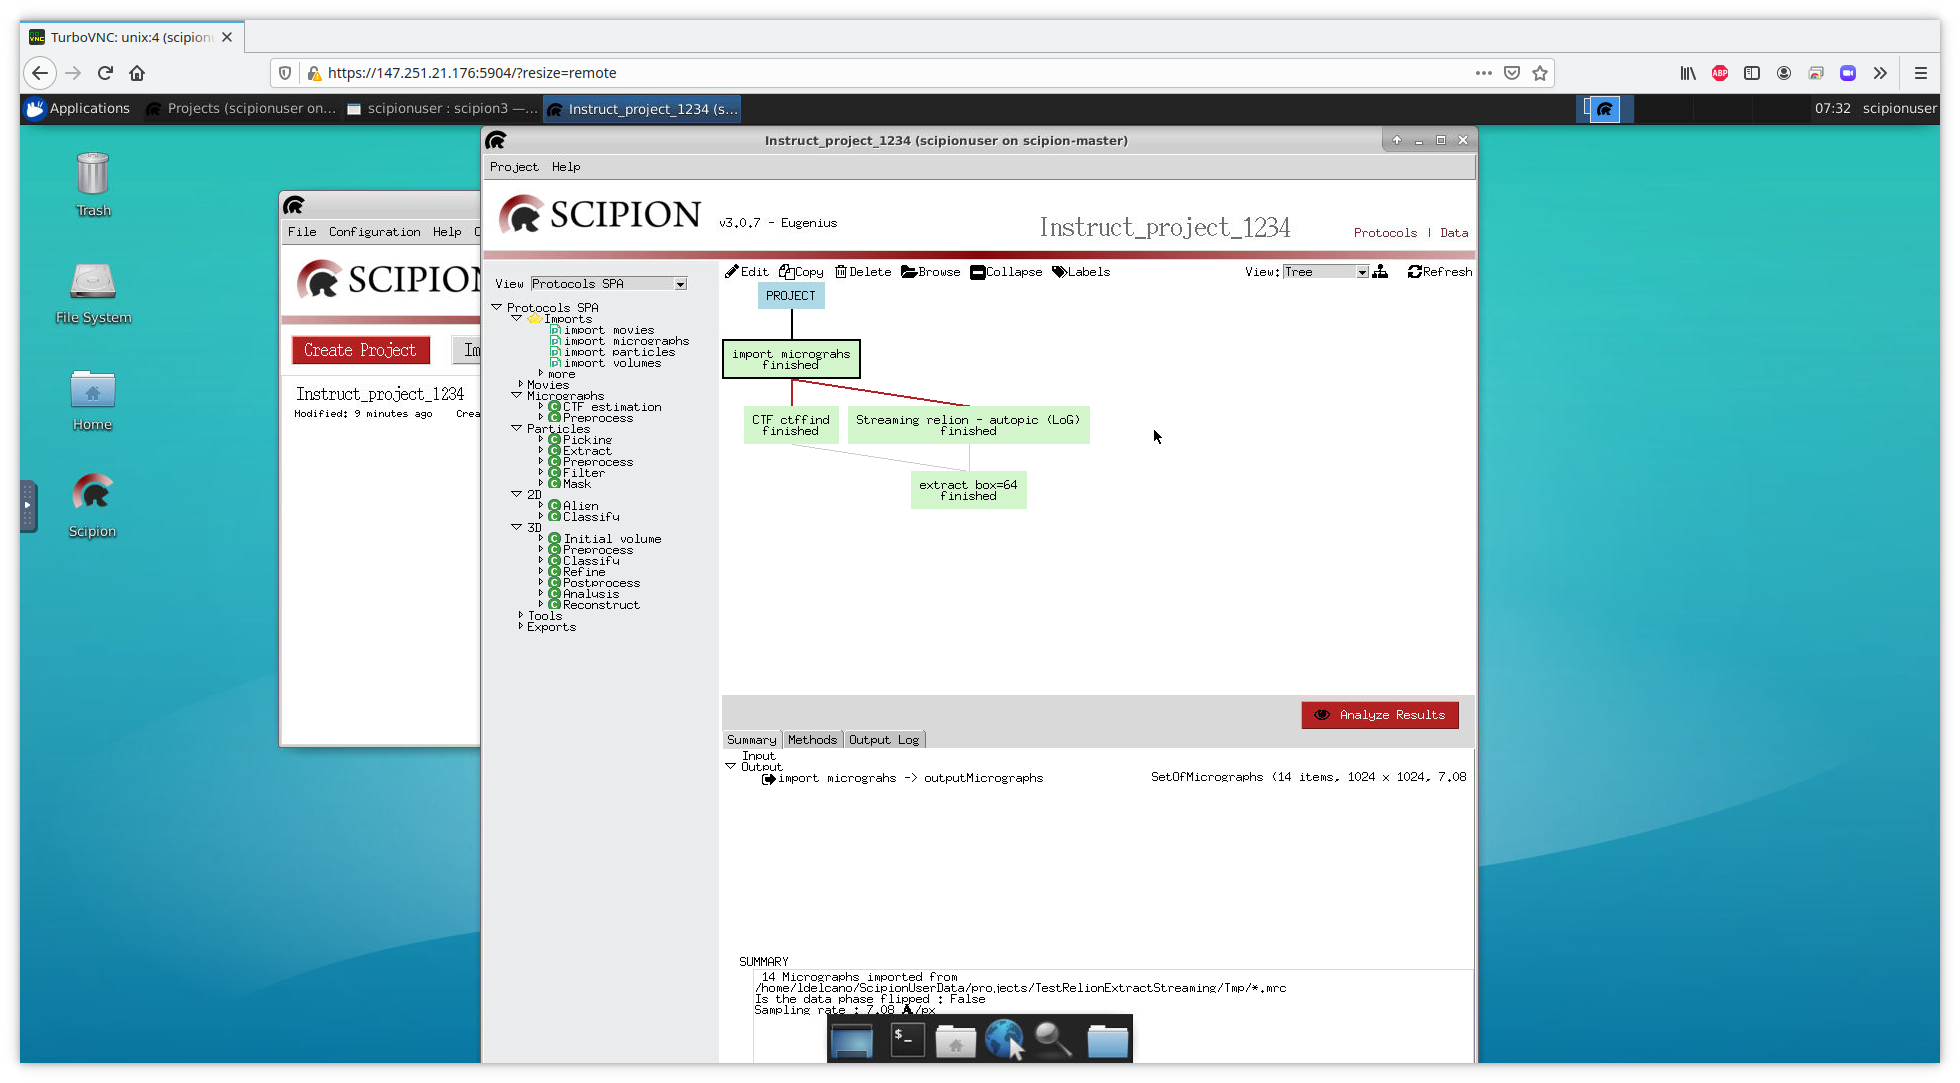 TurboVNC: unix:4 (scipion
https://147.251.21.176:5904/?resize=remote
ABP
Applications
Projects (scipionuser on...
scipionuser : scipion3 —...
Instruct_project_1234 (s...
07:32
scipionuser
Trash
File System
Home
Scipion
File Configuration Help
SCIPION
Create Project
Im
Instruct_project_1234
Modified: 9 minutes ago Crea
Instruct_project_1234 (scipionuser on scipion-master)
Project Help
SCIPION
v3.0.7 - Eugenius
Instruct_project_1234
Protocols | Data
View Protocols SPA
Protocols SPA
Imports
import movies
import micrographs
import particles
import volumes
more
Movies
Micrographs
CTF estimation
Preprocess
Particles
Picking
Extract
Preprocess
Filter
Mask
2D
Align
Classify
3D
Initial volume
Preprocess
Classify
Refine
Postprocess
Analysis
Reconstruct
Tools
Exports
Edit Copy Delete Browse Collapse Labels
View: Tree
Refresh
PROJECT
import micrograhs
finished
CTF ctffind
finished
Streaming relion - autopic (LoG)
finished
extract box=64
finished
Analyze Results
Summary Methods Output Log
Input
Output
import micrograhs -> outputMicrographs
SetOfMicrographs (14 items, 1024 x 1024, 7.08
SUMMARY
14 Micrographs imported from
/home/ldelcano/ScipionUserData/projects/TestRelionExtractStreaming/Tmp/*.mrc
Is the data phase flipped : False
Sampling rate : 7.08 Å/px